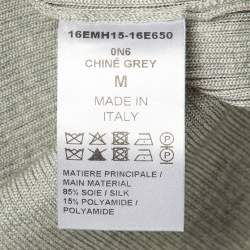 16EMH15-16E650
0N6
CHINÉ GREY
M
MADE IN
ITALY
MATIERE PRINCIPALE /
MAIN MATERIAL
85% SOIE / SILK
15% POLYAMIDE /
POLYAMIDE